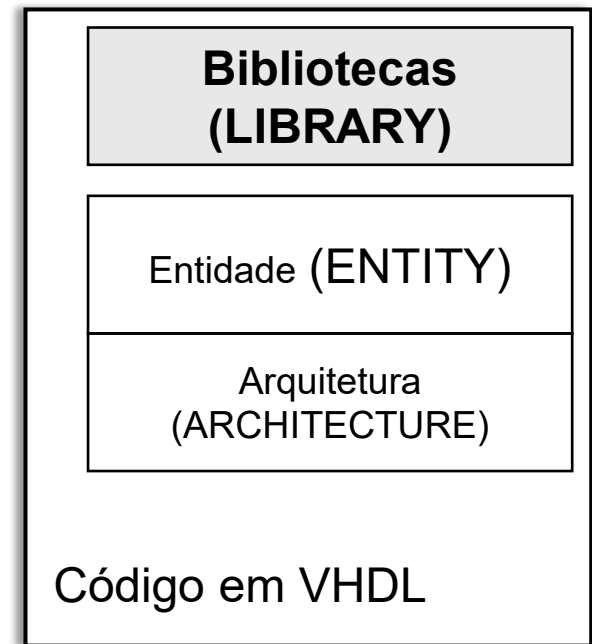 Bibliotecas
(LIBRARY)
Entidade (ENTITY)
Arquitetura
(ARCHITECTURE)
Código em VHDL